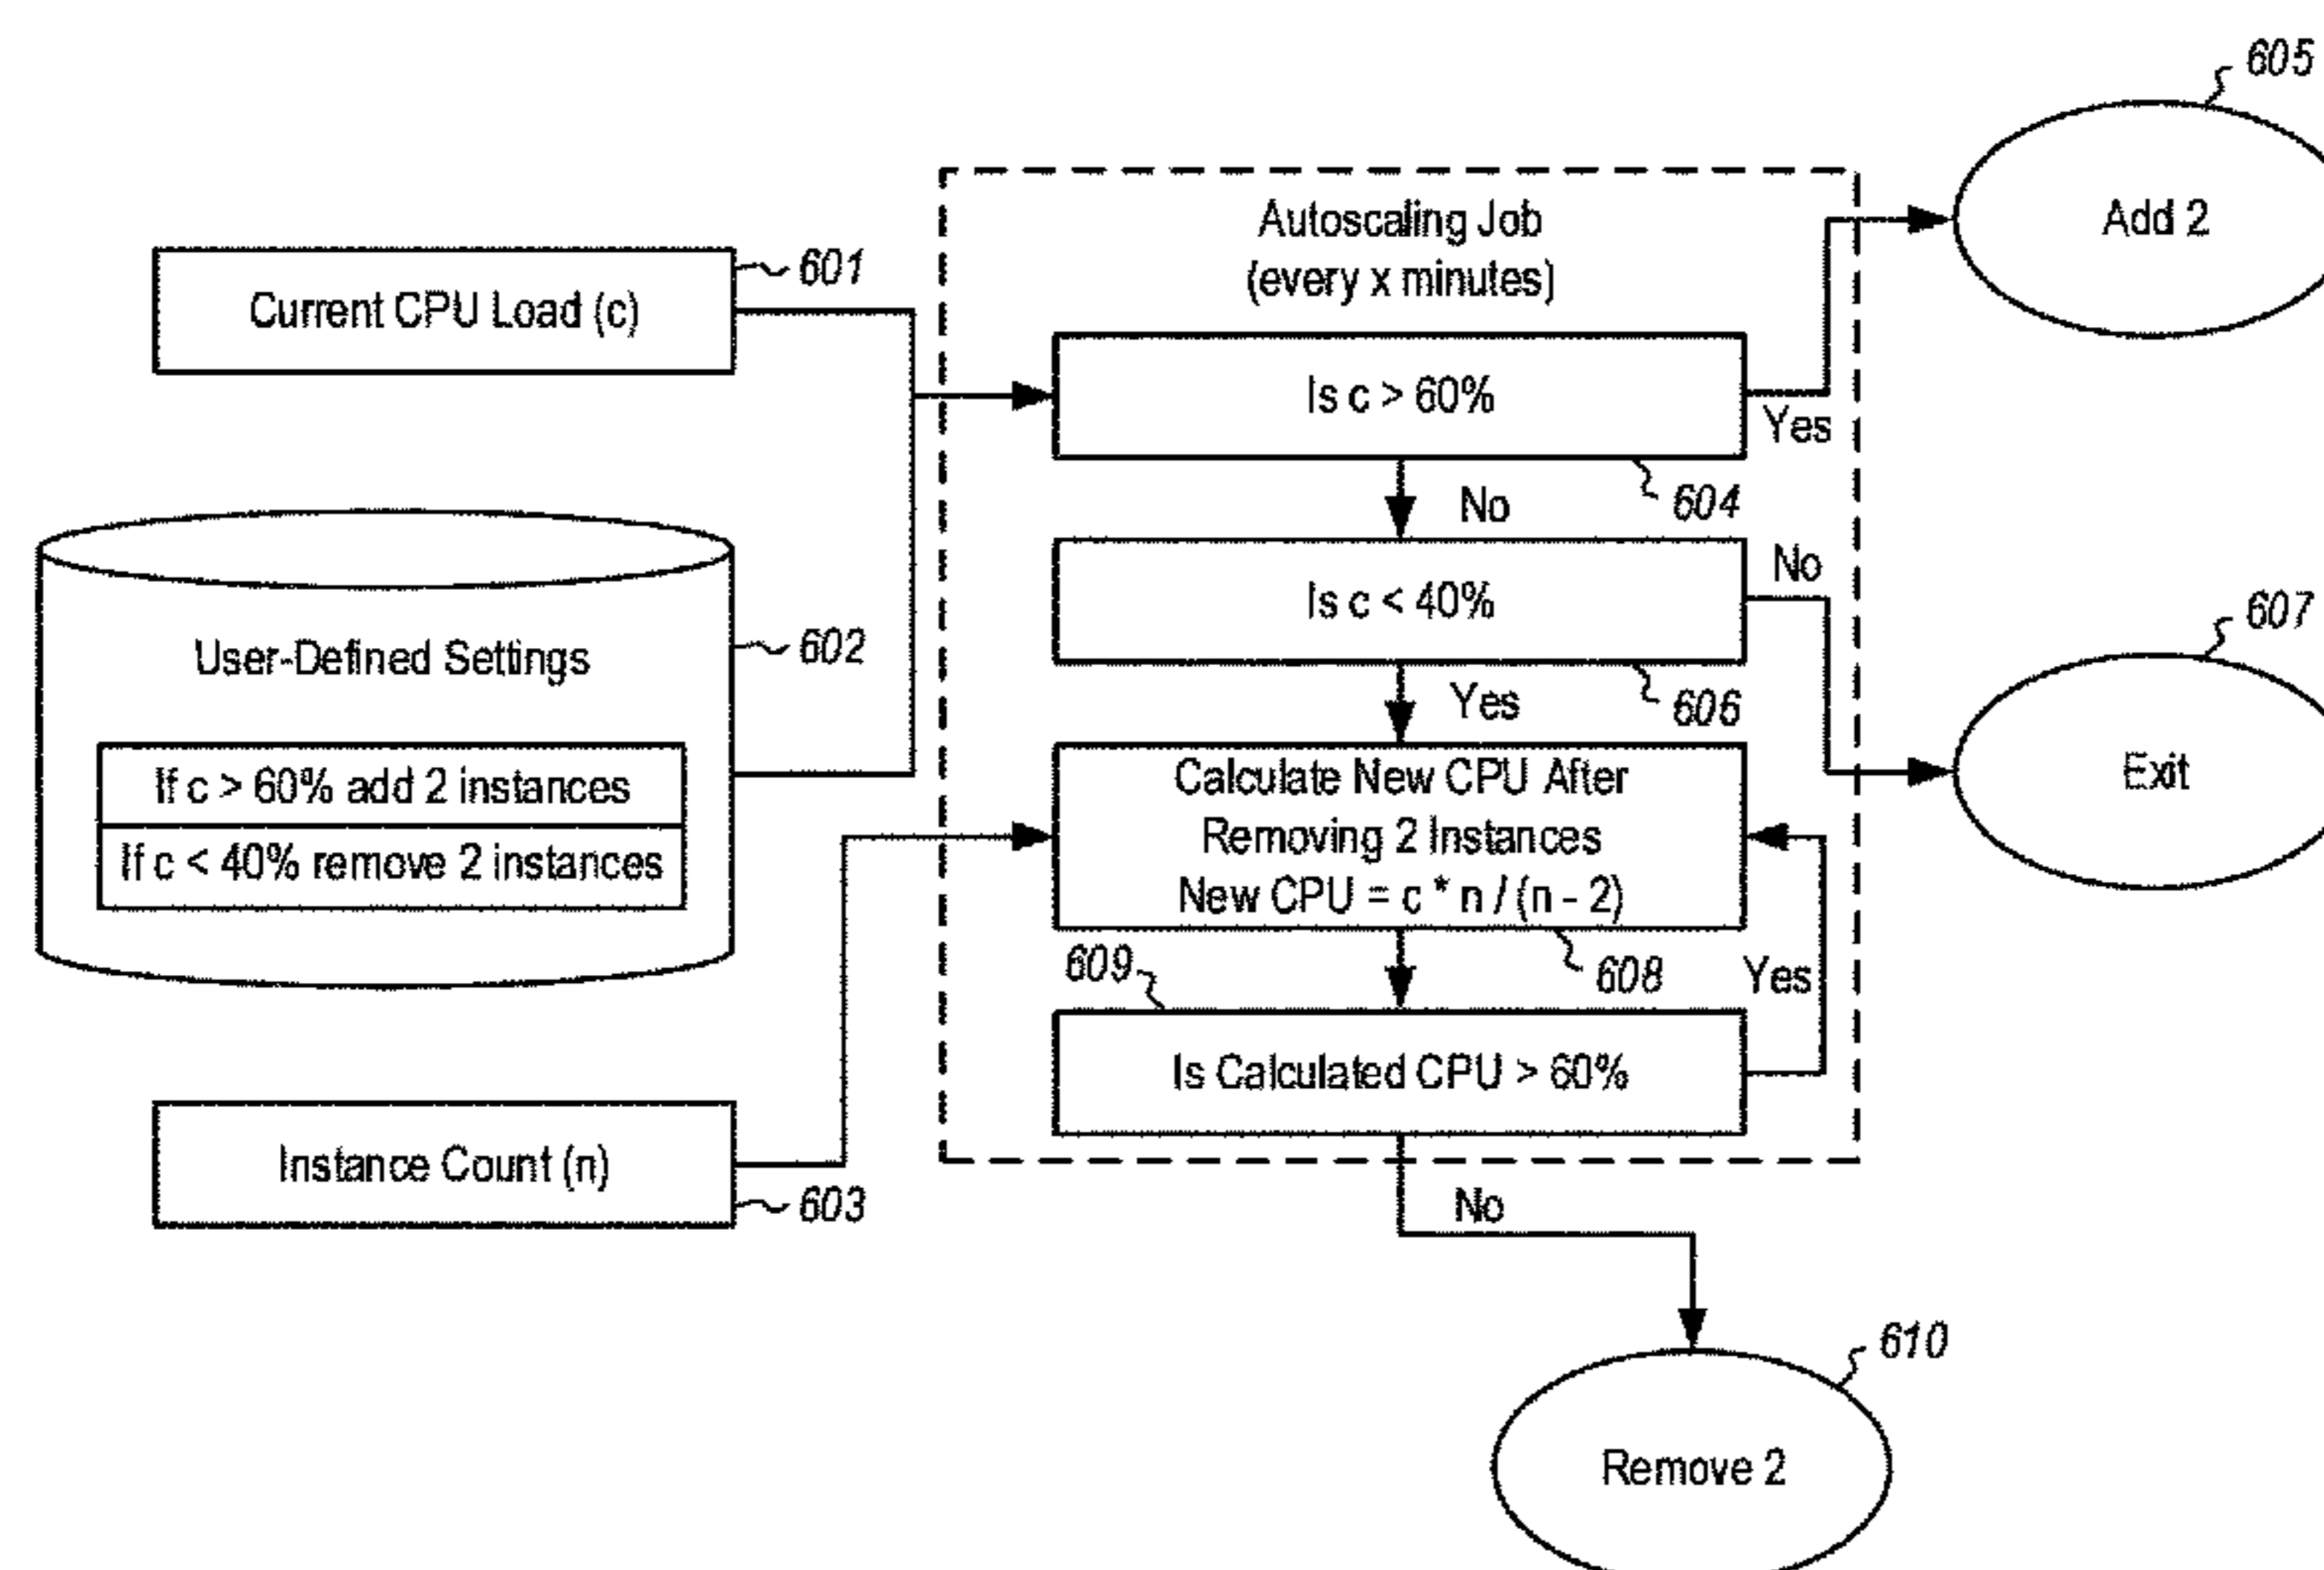 605
Add 2
Autoscaling Job
(every x minutes)
601
Current CPU Load (c)
Is c > 60%
Yes
604
No
Is c < 40%
No
606
Yes
607
Exit
602
User-Defined Settings
If c > 60% add 2 instances
If c < 40% remove 2 instances
Calculate New CPU After
Removing 2 Instances
New CPU = c * n / (n - 2)
608
609
Yes
Is Calculated CPU > 60%
Instance Count (n)
603
No
610
Remove 2